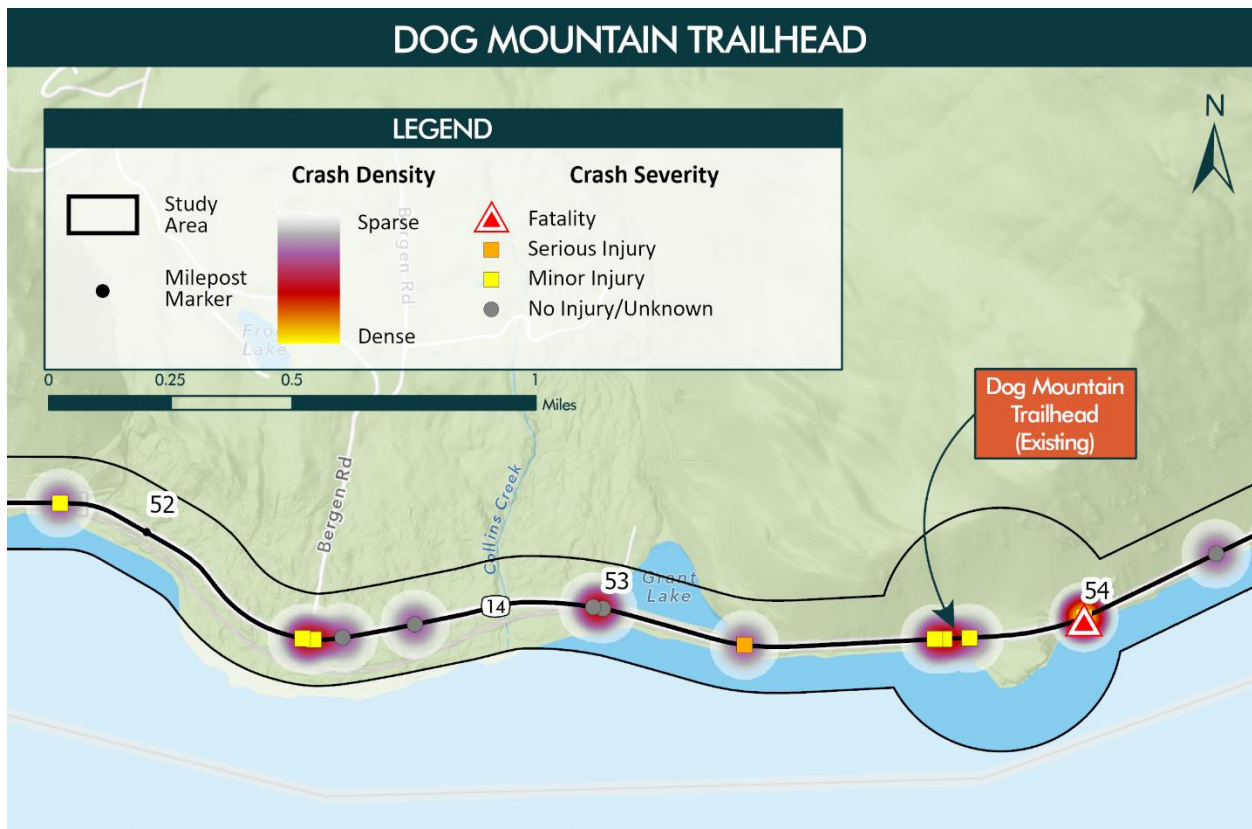 DOG MOUNTAIN TRAILHEAD
LEGEND
Crash Density
Crash Severity
Study
Area
Milepost
Marker
Sparse
Dense
Fatality
Serious Injury
Minor Injury
No Injury/Unknown
N
Bergen Rd
Lake
0
0.25
0.5
1
Miles
Dog Mountain
Trailhead
(Existing)
52
Bergen Rd
Collins Creek
14
53
Grant
Lake
54